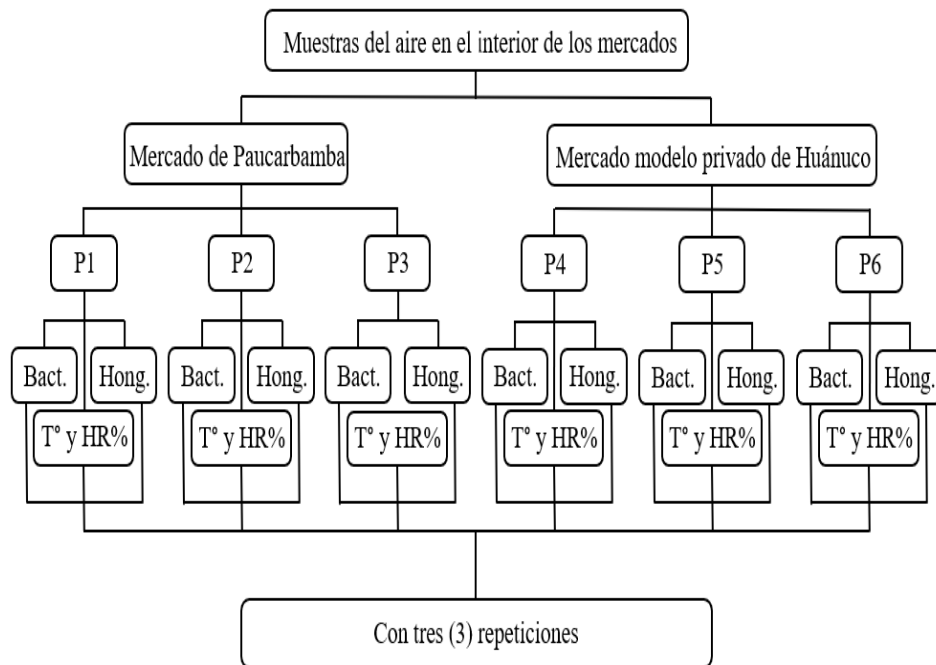 Muestras del aire en el interior de los mercados
Mercado de Paucarbamba
Mercado modelo privado de Huánuco
P1
P2
P3
P4
P5
P6
Bact.
Hong.
Bact.
Hong.
Bact.
Hong.
Bact.
Hong.
Bact.
Hong.
Bact.
Hong.
T° y HR%
T° y HR%
T° y HR%
T° y HR%
T° y HR%
T° y HR%
Con tres (3) repeticiones